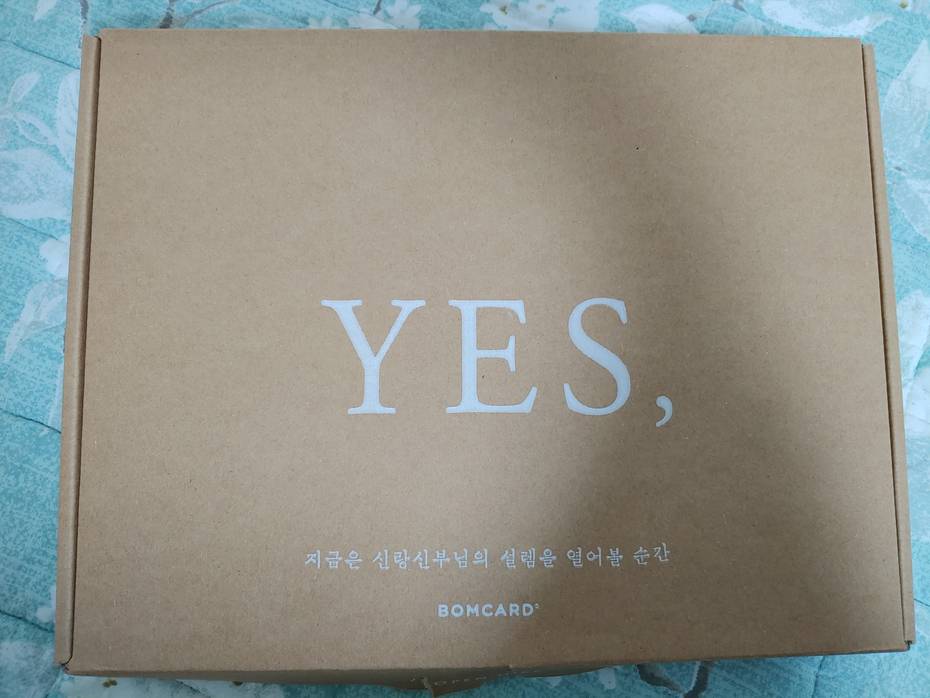 YES,
지금은 신랑신부님의 설렘을 열어볼 순간
BOMCARD
OPEN